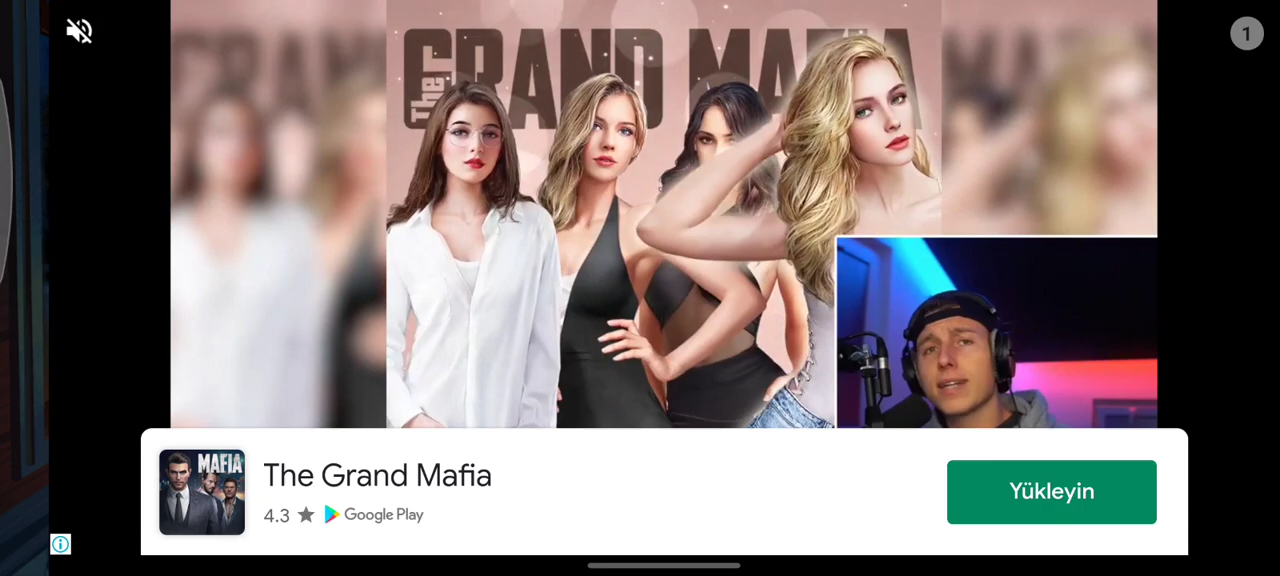 1
The GRAND MAFIA
MAFIA
The Grand Mafia
4.3 ★ Google Play
Yükleyin